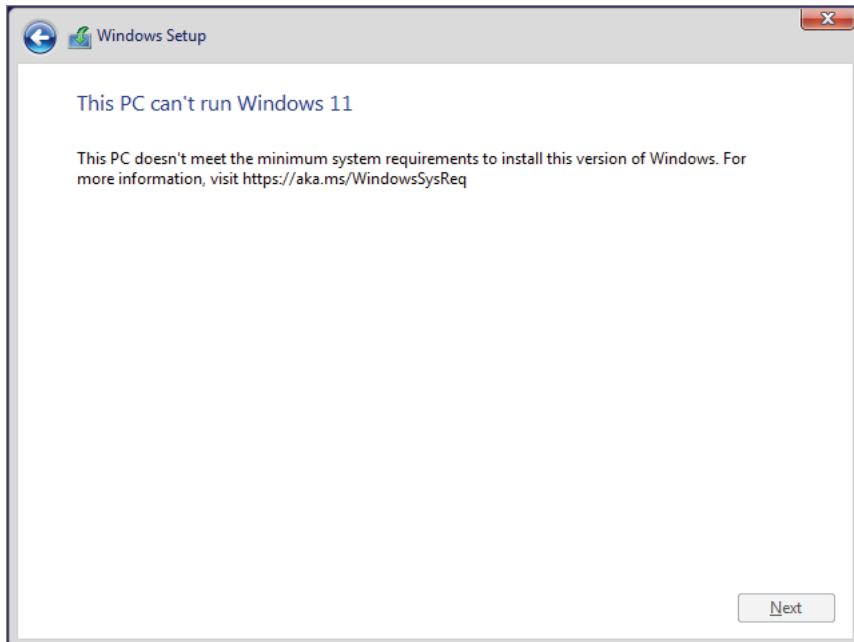 Windows Setup
This PC can't run Windows 11
This PC doesn't meet the minimum system requirements to install this version of Windows. For
more information, visit https://aka.ms/WindowsSysReq
Next